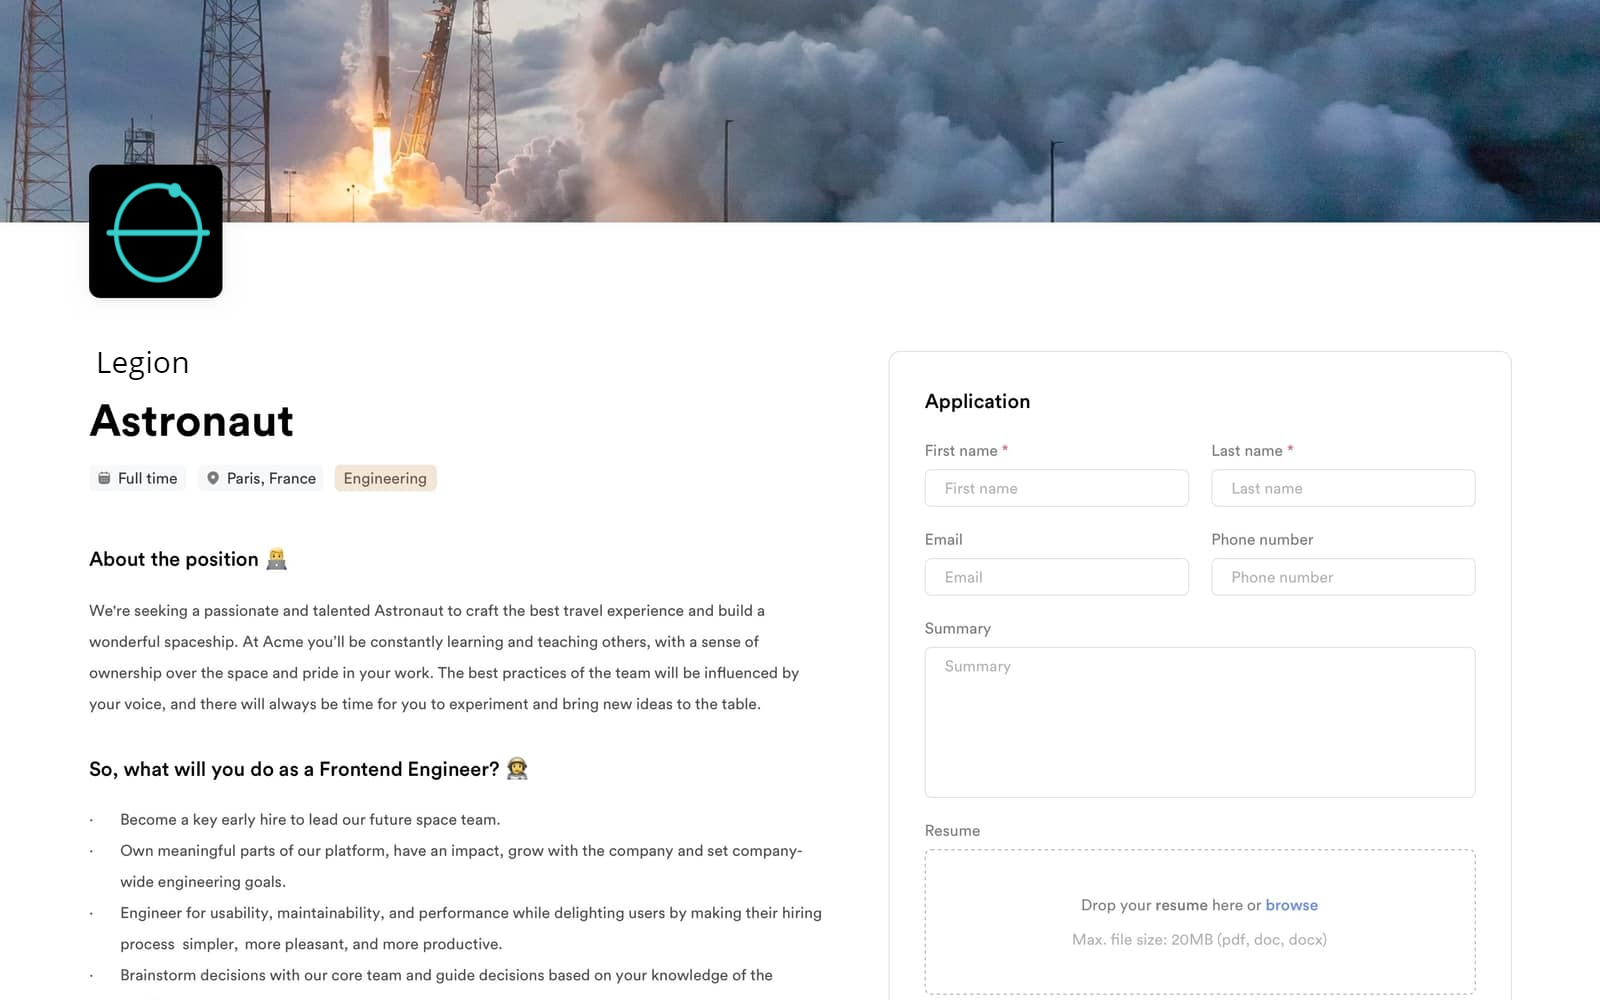 Legion
Astronaut
Full time
Paris, France
Engineering
About the position
We're seeking a passionate and talented Astronaut to craft the best travel experience and build a
wonderful spaceship. At Acme you'll be constantly learning and teaching others, with a sense of
ownership over the space and pride in your work. The best practices of the team will be influenced by
your voice, and there will always be time for you to experiment and bring new ideas to the table.
So, what will you do as a Frontend Engineer?
· Become a key early hire to lead our future space team.
· Own meaningful parts of our platform, have an impact, grow with the company and set company-
wide engineering goals.
· Engineer for usability, maintainability, and performance while delighting users by making their hiring
process simpler, more pleasant, and more productive.
· Brainstorm decisions with our core team and guide decisions based on your knowledge of the
Application
First name *
Last name *
First name
Last name
Email
Phone number
Email
Phone number
Summary
Summary
Resume
Drop your resume here or browse
Max. file size: 20MB (pdf, doc, docx)